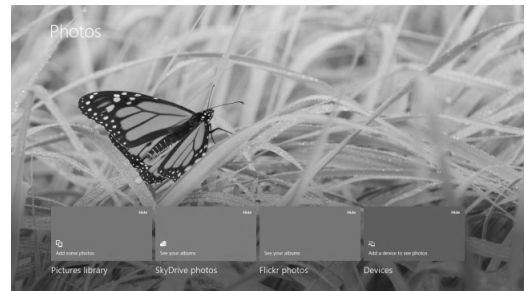 Photos
Hide
Hide
Hide
Hide
Add some photos
See your albums
See your albums
Add a device to see photos
Pictures library
SkyDrive photos
Flickr photos
Devices